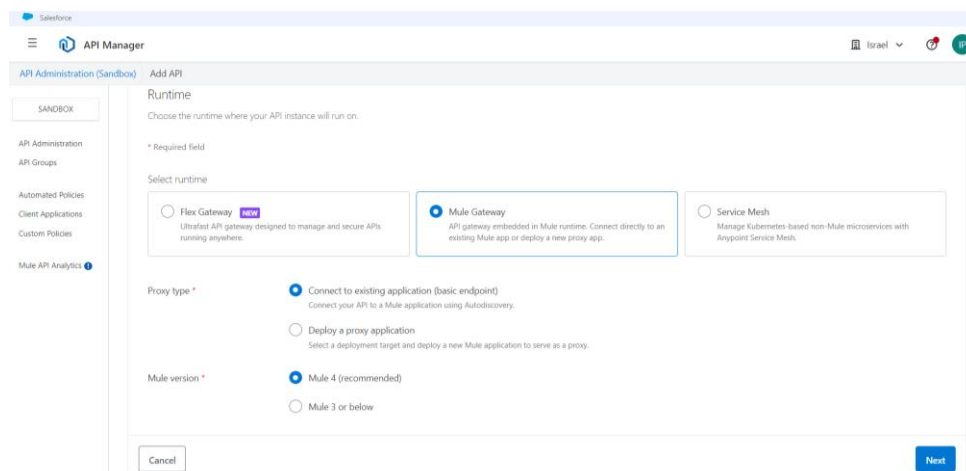 Salesforce
API Manager
Israel
IP
API Administration (Sandbox) Add API
SANDBOX
API Administration
API Groups
Automated Policies
Client Applications
Custom Policies
Mule API Analytics
Runtime
Choose the runtime where your API instance will run on.
* Required field
Select runtime
Flex Gateway NEW
Ultrafast API gateway designed to manage and secure APIs
running anywhere.
Mule Gateway
API gateway embedded in Mule runtime. Connect directly to an
existing Mule app or deploy a new proxy app.
Service Mesh
Manage Kubernetes-based non-Mule microservices with
Anypoint Service Mesh.
Proxy type *
Connect to existing application (basic endpoint)
Connect your API to a Mule application using Autodiscovery.
Deploy a proxy application
Select a deployment target and deploy a new Mule application to serve as a proxy.
Mule version *
Mule 4 (recommended)
Mule 3 or below
Cancel
Next